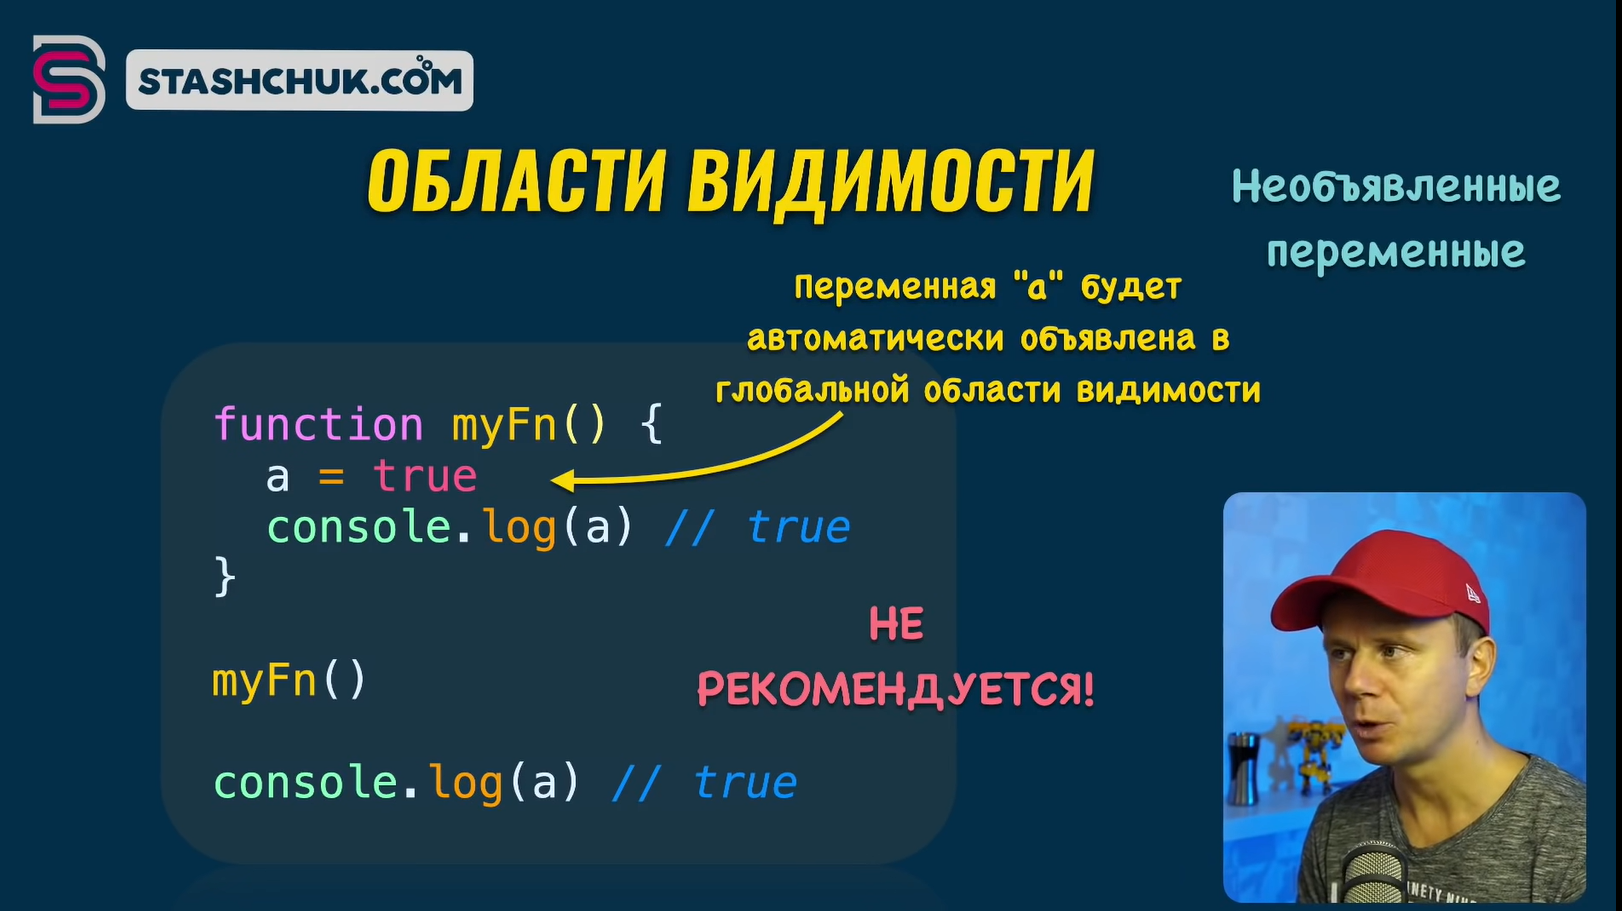 STASHCHUK.COM
ОБЛАСТИ ВИДИМОСТИ
Необъявленные
переменные
Переменная "a" будет
автоматически объявлена в
глобальной области видимости
function myFn() {
  a = true
  console.log(a) // true
}
НЕ
РЕКОМЕНДУЕТСЯ!
myFn()
console.log(a) // true